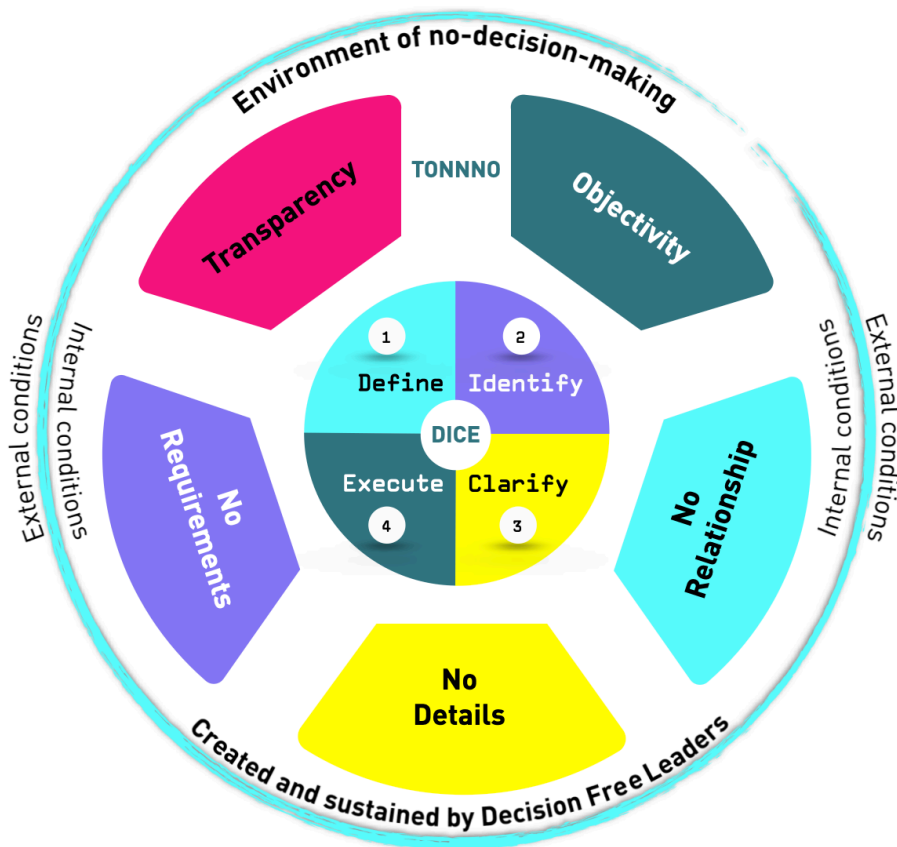 Environment of no-decision-making
Transparency
TONNNO
Objectivity
External conditions
Internal conditions
1
Define
2
Identify
DICE
Execute
4
Clarify
3
Internal conditions
External conditions
No
Requirements
No
Relationship
No
Details
Created and sustained by Decision Free Leaders